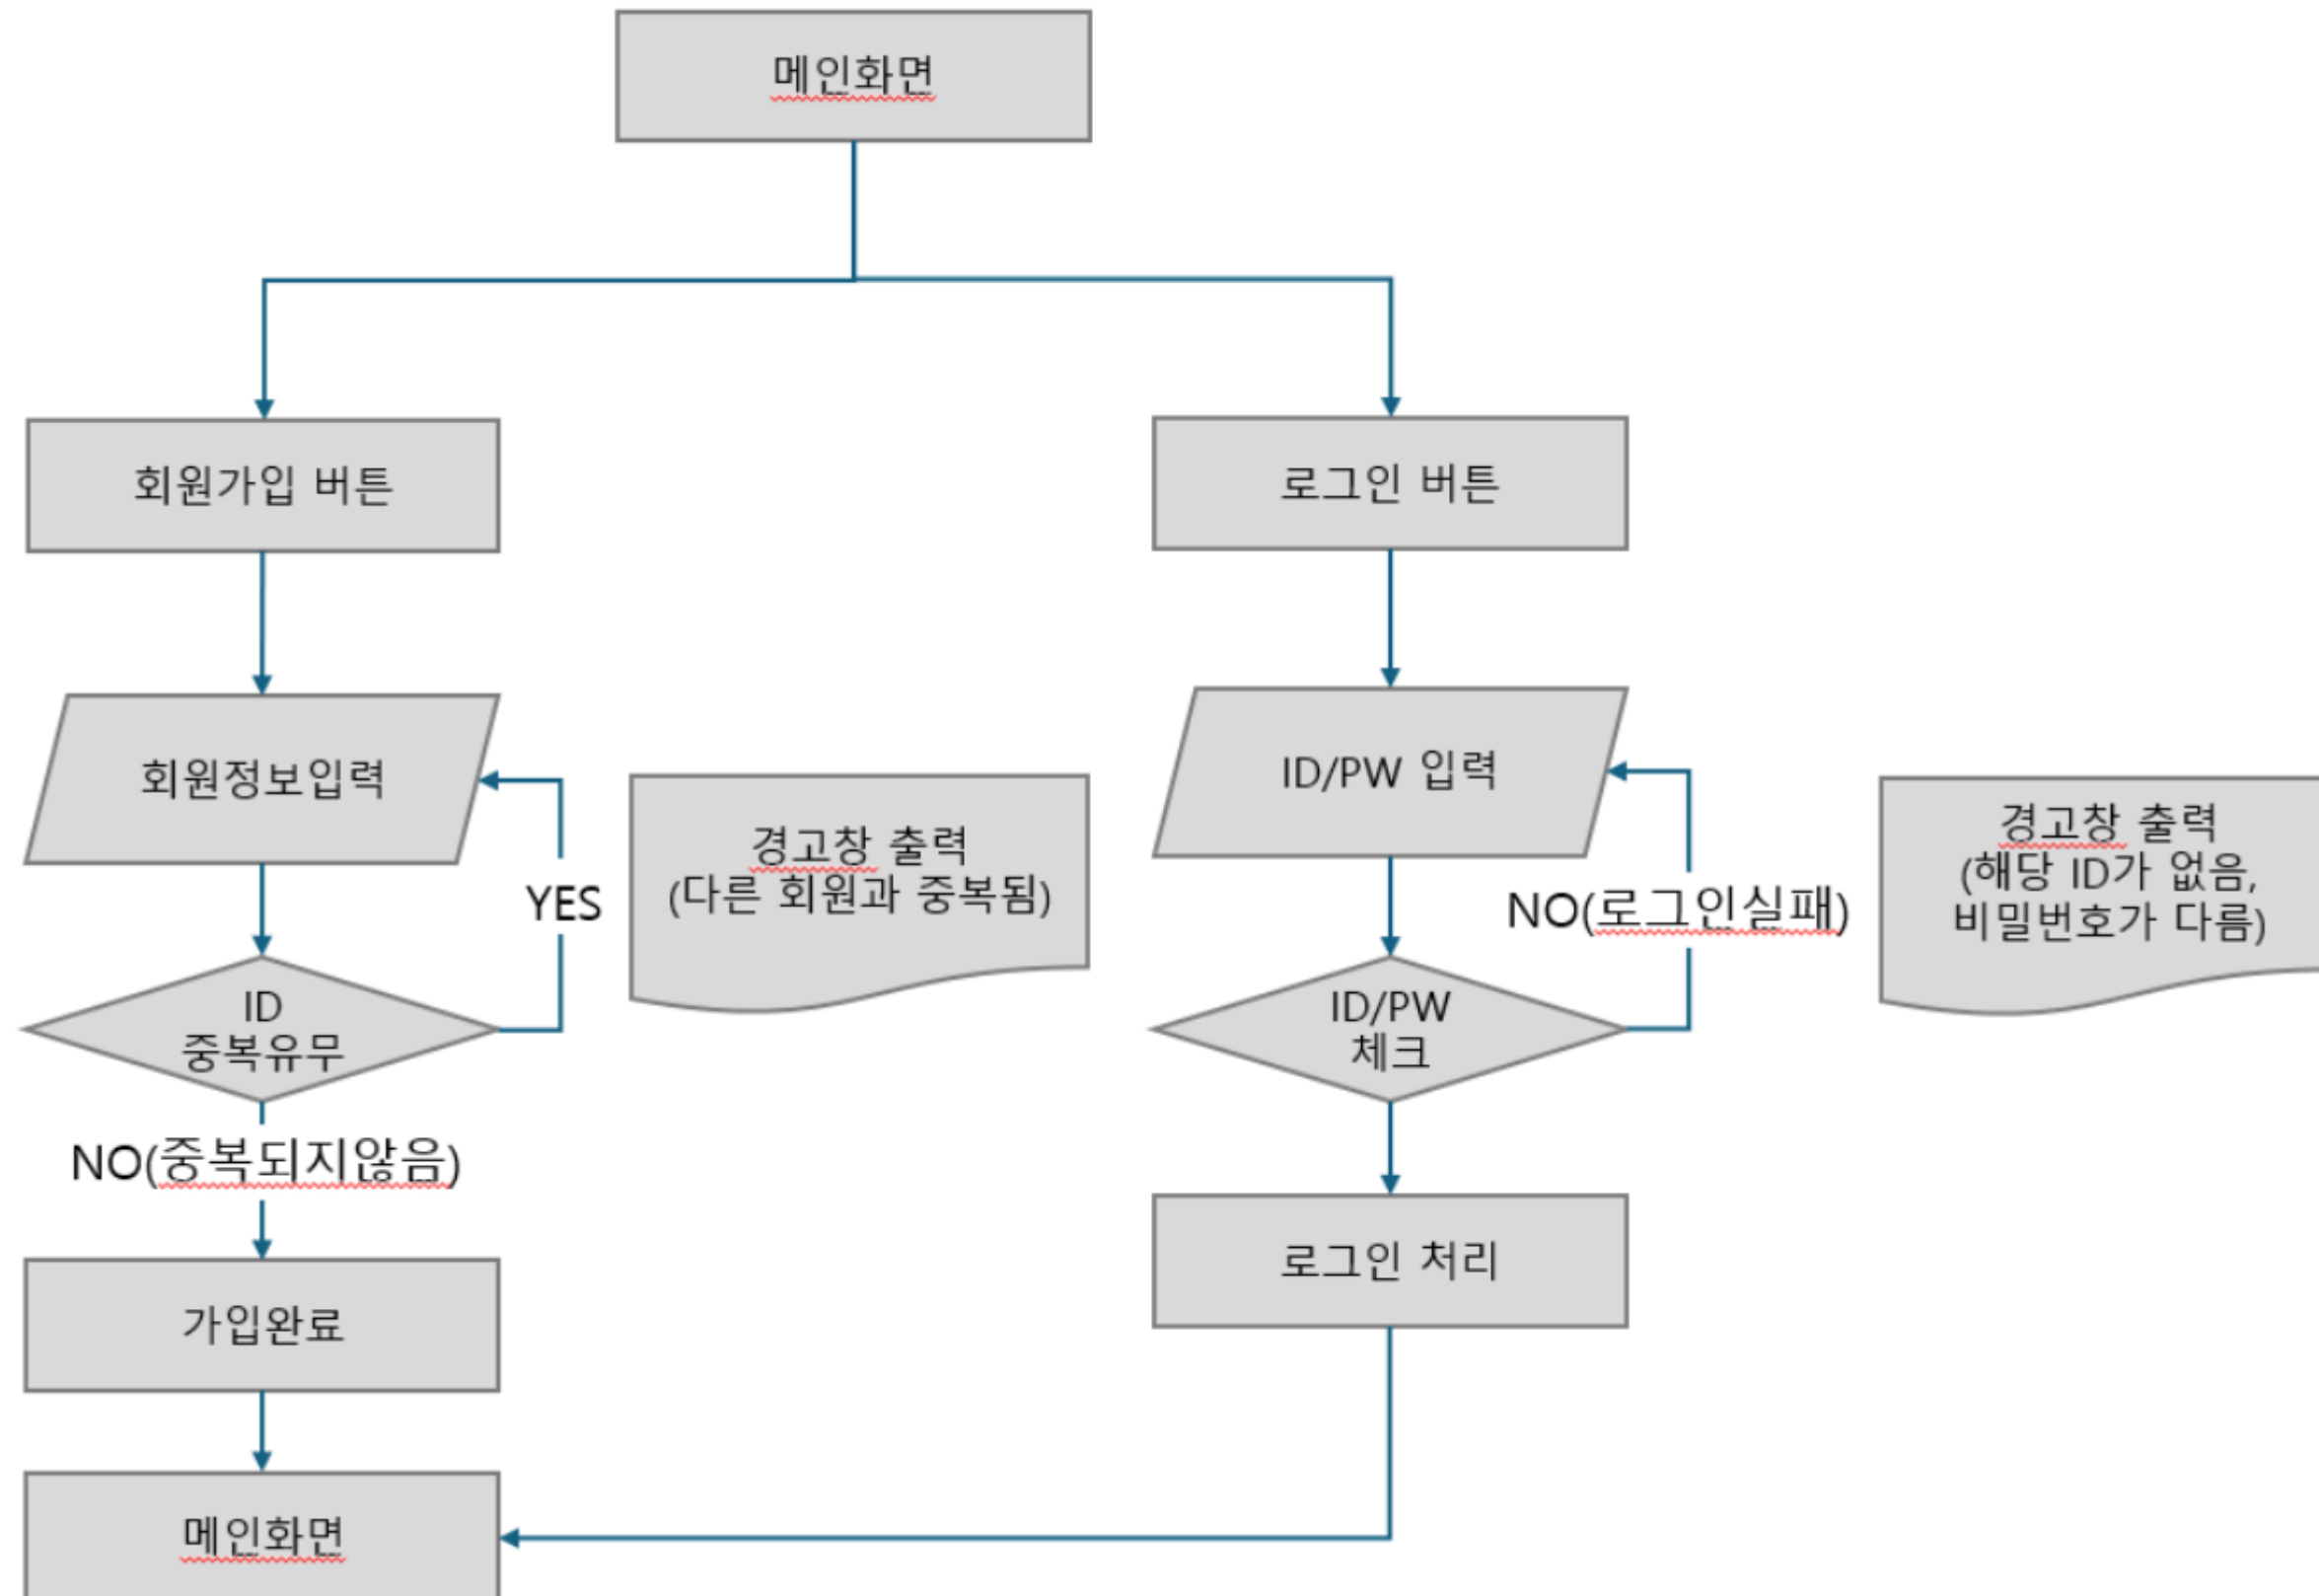 메인화면
회원가입 버튼
로그인 버튼
회원정보입력
ID/PW 입력
YES
경고창 출력
(다른 회원과 중복됨)
NO(로그인실패)
경고창 출력
(해당 ID가 없음,
비밀번호가 다름)
ID
중복유무
ID/PW
체크
NO(중복되지않음)
로그인 처리
가입완료
메인화면